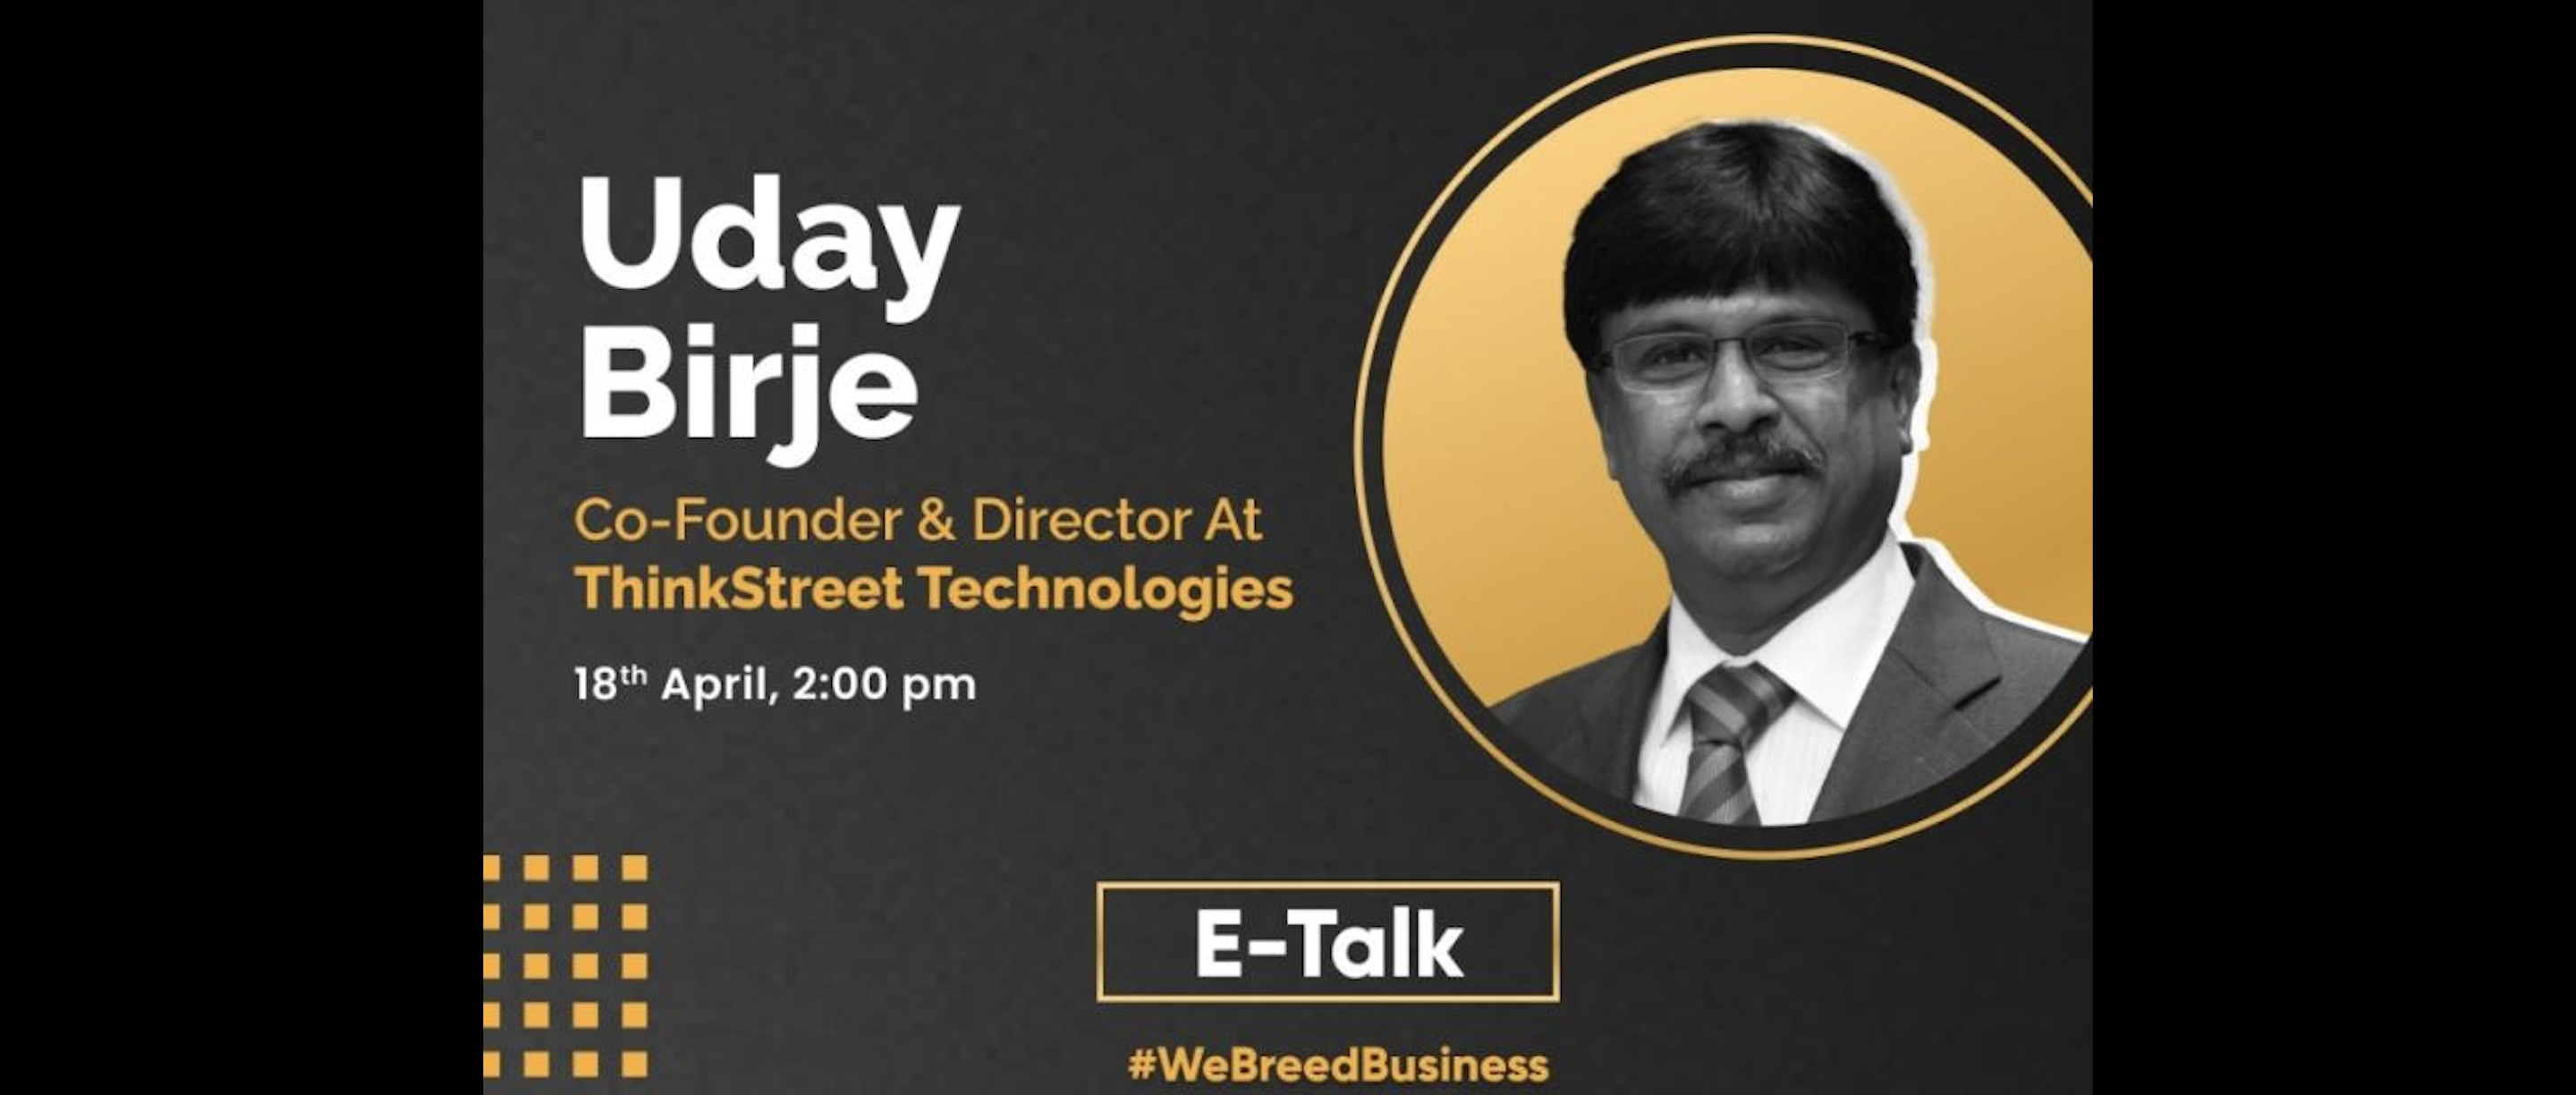 Uday
Birje
Co-Founder & Director At
ThinkStreet Technologies
18th April, 2:00 pm
E-Talk
#WeBreedBusiness